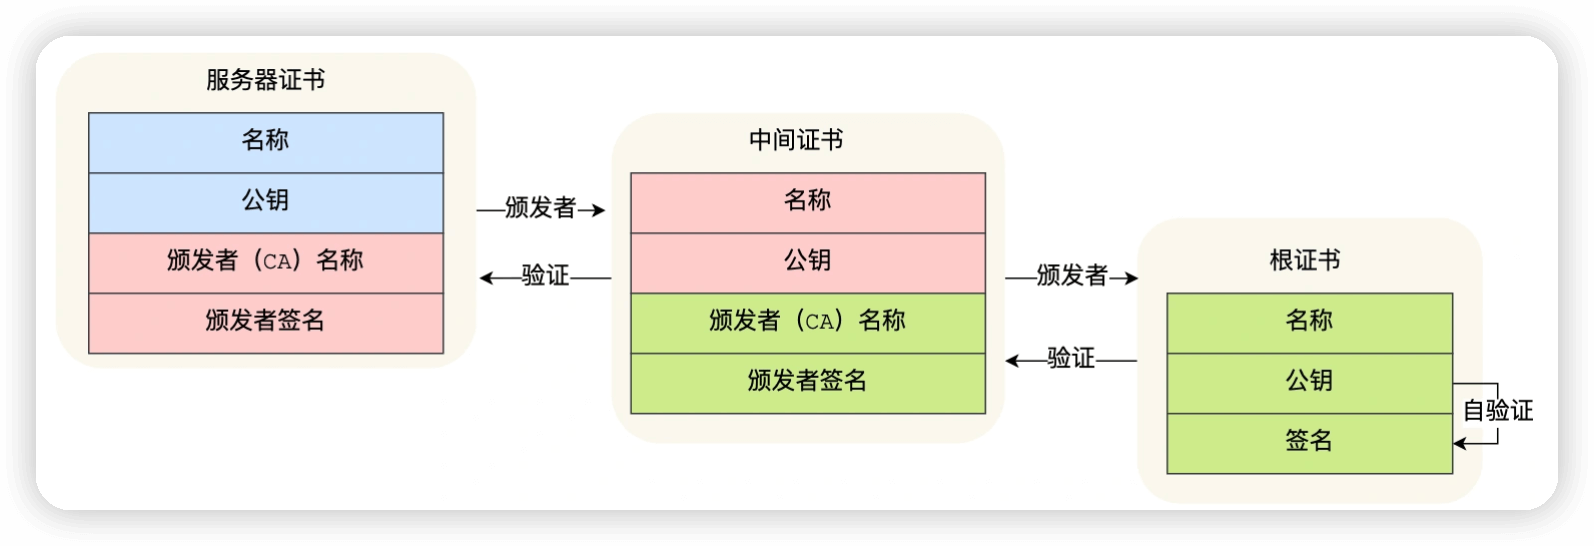 服务器证书
名称
公钥
颁发者（CA）名称
颁发者签名
颁发者
验证
中间证书
名称
公钥
颁发者（CA）名称
颁发者签名
颁发者
验证
根证书
名称
公钥
签名
自验证